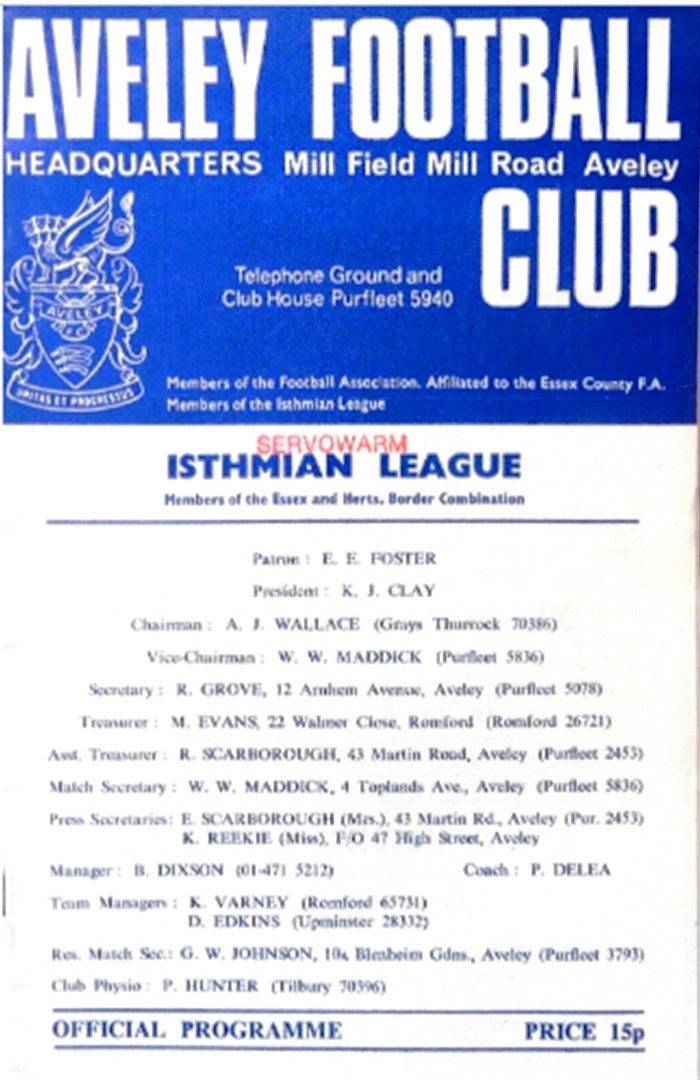 AVELEY FOOTBALL
HEADQUARTERS Mill Field Mill Road Aveley
CLUB
Telephone Ground and
Club House Purfleet 5940
AVELEY
UNITAS ET PROGRESSUS
Members of the Football Association. Affiliated to the Essex County F.A.
Members of the Isthmian League
SERVOWARM
ISTHMIAN LEAGUE
Members of the Essex and Herts, Border Combination
Patron : E. E. FOSTER
President : K. J. CLAY
Chairman : A. J. WALLACE (Grays Thurrock 70386)
Vice-Chairman : W. W. MADDICK (Purfleet 5836)
Secretary : R. GROVE, 12 Arnhem Avenue, Aveley (Purfleet 5078)
Treasurer : M. EVANS, 22 Walmer Close, Romford (Romford 26721)
Asst. Treasurer : R. SCARBOROUGH, 43 Martin Road, Aveley (Purfleet 2453)
Match Secretary : W. W. MADDICK, 4 Toplands Ave., Aveley (Purfleet 5836)
Press Secretaries: E. SCARBOROUGH (Mrs.), 43 Martin Rd., Aveley (Pur. 2453)
K. REEKIE (Miss), F/O 47 High Street, Aveley
Manager : B. DIXSON (01-471 5212) Coach : P. DELEA
Team Managers : K. VARNEY (Romford 65731)
D. EDKINS (Upminster 28332)
Res. Match Sec.: G. W. JOHNSON, 10a, Blenheim Gdns., Aveley (Purfleet 3793)
Club Physio : P. HUNTER (Tilbury 70396)
OFFICIAL PROGRAMME PRICE 15p